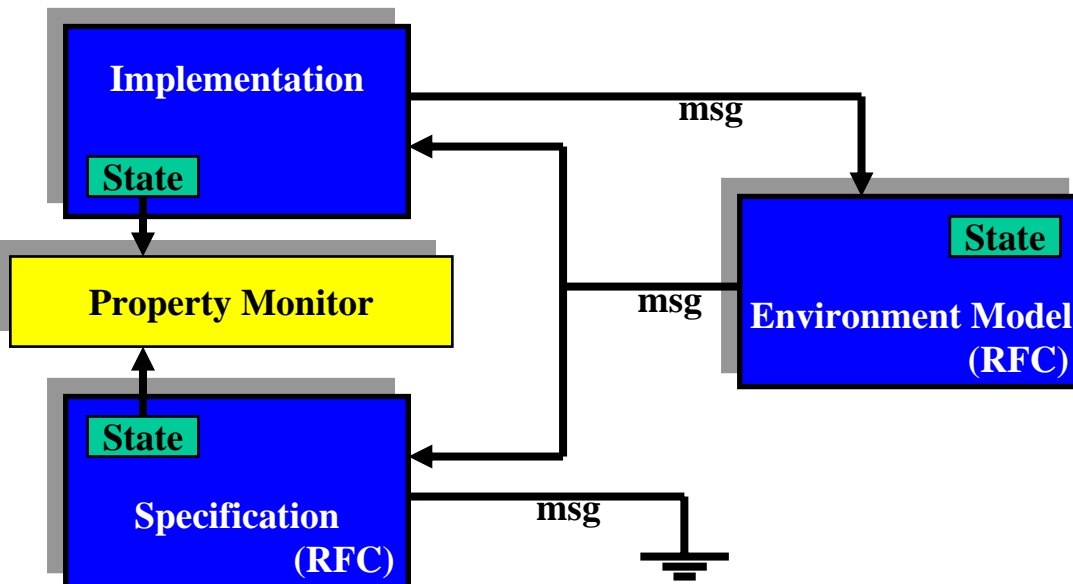 Implementation
msg
State
State
Property Monitor
msg
Environment Model
(RFC)
State
Specification
(RFC)
msg